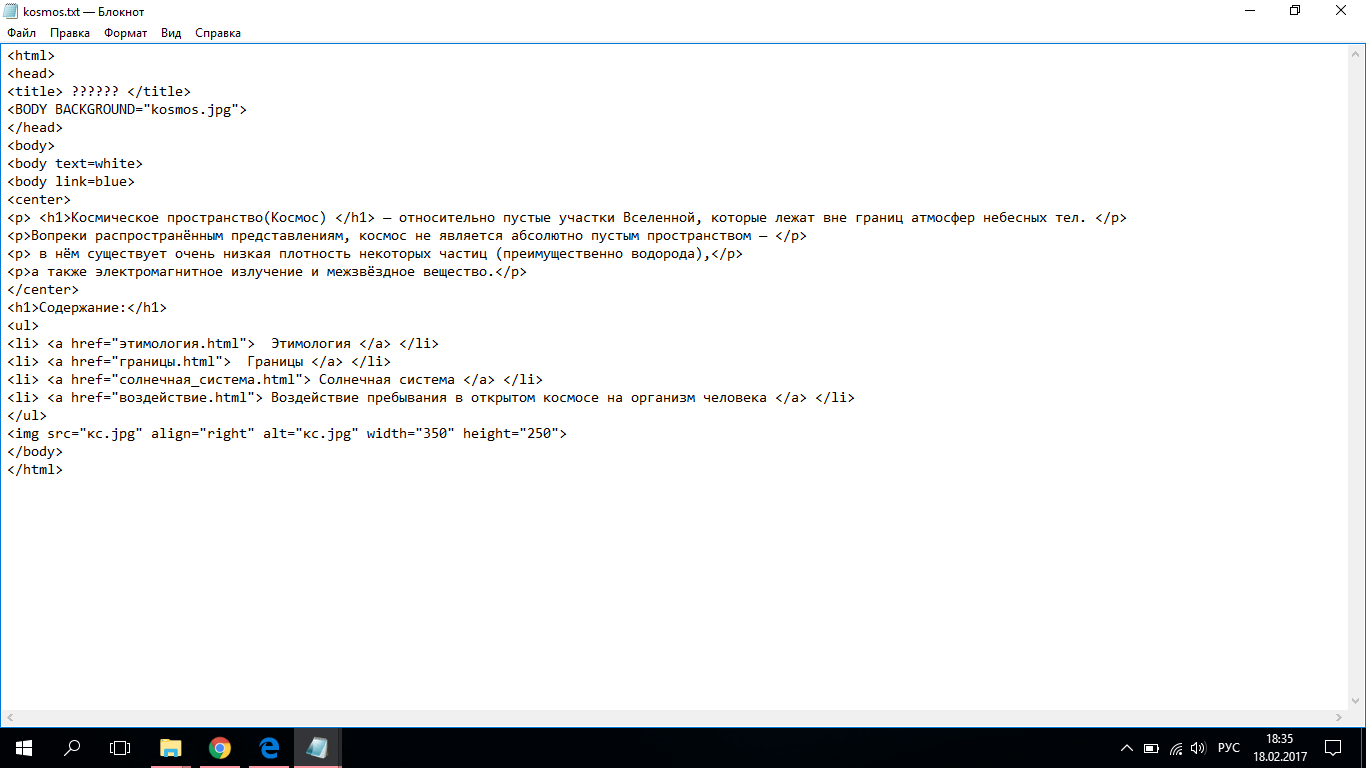 kosmos.txt — Блокнот
Файл Правка Формат Вид Справка
<html>
<head>
<title> ?????? </title>
<BODY BACKGROUND="kosmos.jpg">
</head>
<body>
<body text=white>
<body link=blue>
<center>
<p> <h1>Космическое пространство(Космос) </h1> — относительно пустые участки Вселенной, которые лежат вне границ атмосфер небесных тел. </p>
<p>Вопреки распространённым представлениям, космос не является абсолютно пустым пространством — </p>
<p> в нём существует очень низкая плотность некоторых частиц (преимущественно водорода),</p>
<p>а также электромагнитное излучение и межзвёздное вещество.</p>
</center>
<h1>Содержание:</h1>
<ul>
<li> <a href="этимология.html">  Этимология </a> </li>
<li> <a href="границы.html">  Границы </a> </li>
<li> <a href="солнечная_система.html"> Солнечная система </a> </li>
<li> <a href="воздействие.html"> Воздействие пребывания в открытом космосе на организм человека </a> </li>
</ul>
<img src="кс.jpg" align="right" alt="кс.jpg" width="350" height="250">
</body>
</html>
РУС
18:35
18.02.2017